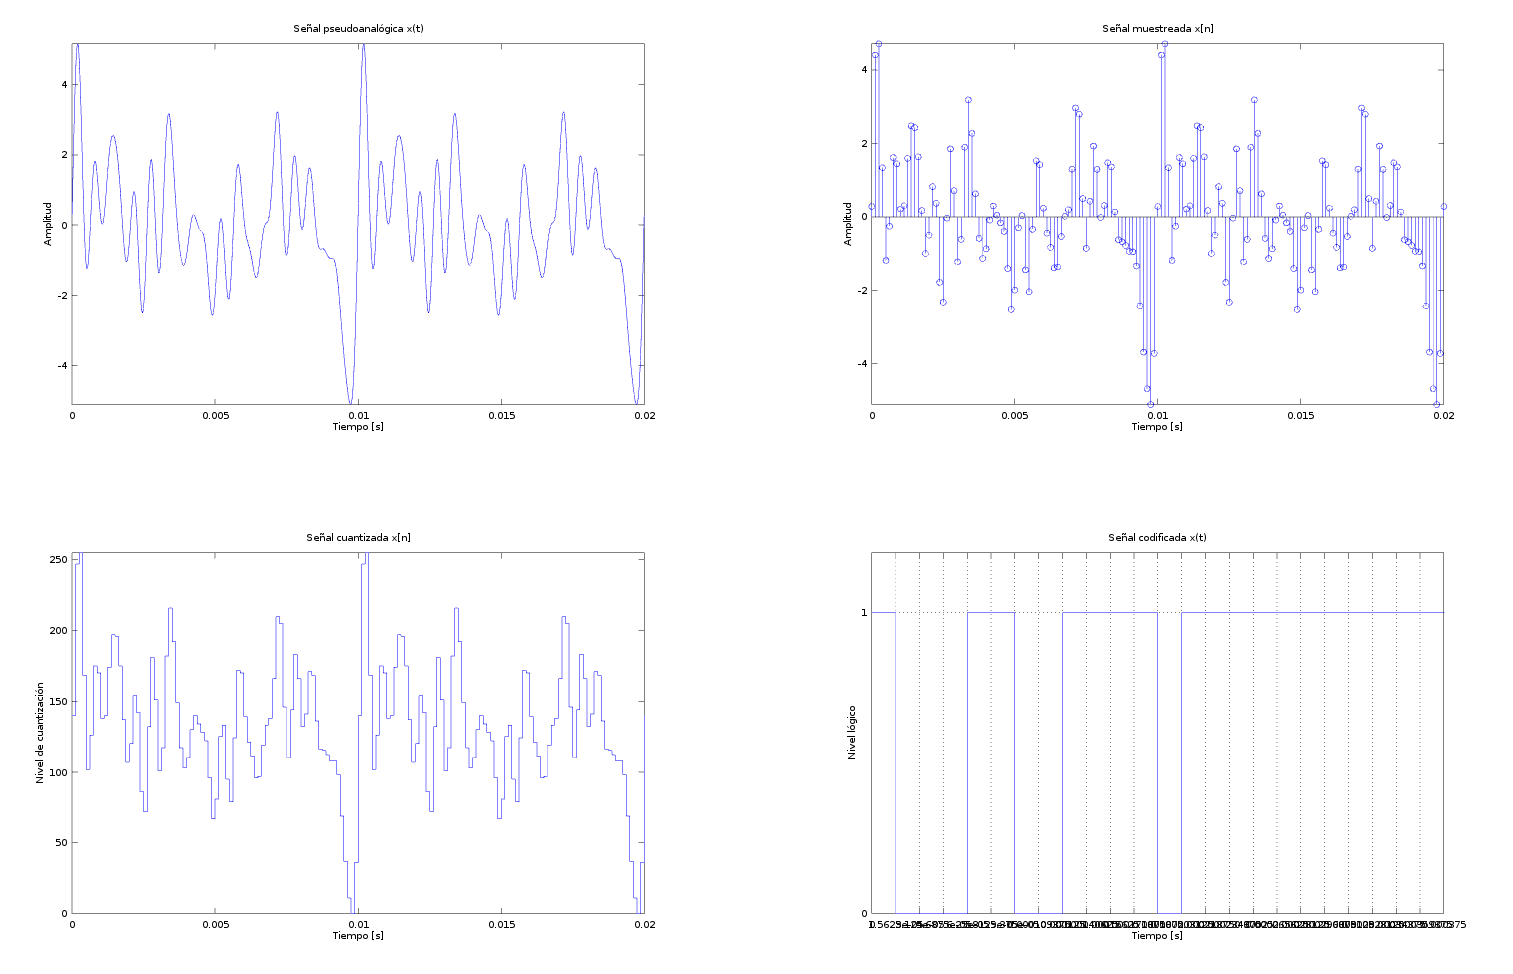 Señal pseudoanalógica x(t)
4
2
0
-2
-4
Amplitud
0
0.005
0.01
0.015
0.02
Tiempo [s]
Señal muestreada x[n]
4
2
0
-2
-4
Amplitud
0
0.005
0.01
0.015
0.02
Tiempo [s]
Señal cuantizada x[n]
250
200
150
100
50
0
Nivel de cuantización
0
0.005
0.01
0.015
0.02
Tiempo [s]
Señal codificada x(t)
1
0
Nivel lógico
Tiempo [s]